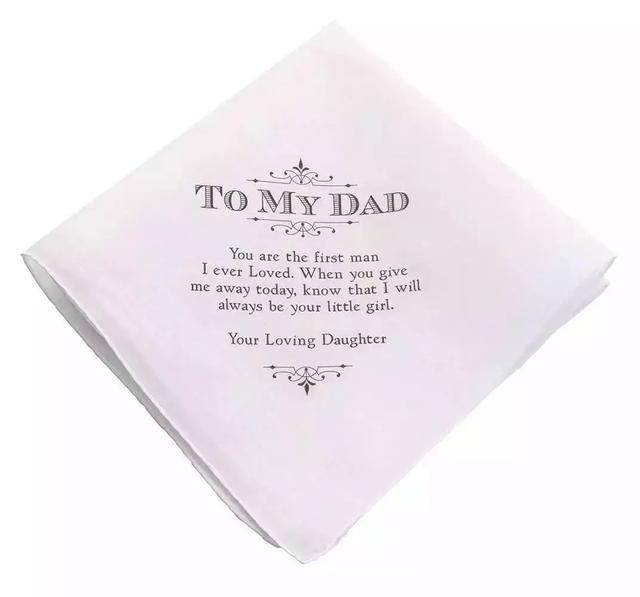 To My Dad
You are the first man
I ever Loved. When you give
me away today, know that I will
always be your little girl.
Your Loving Daughter